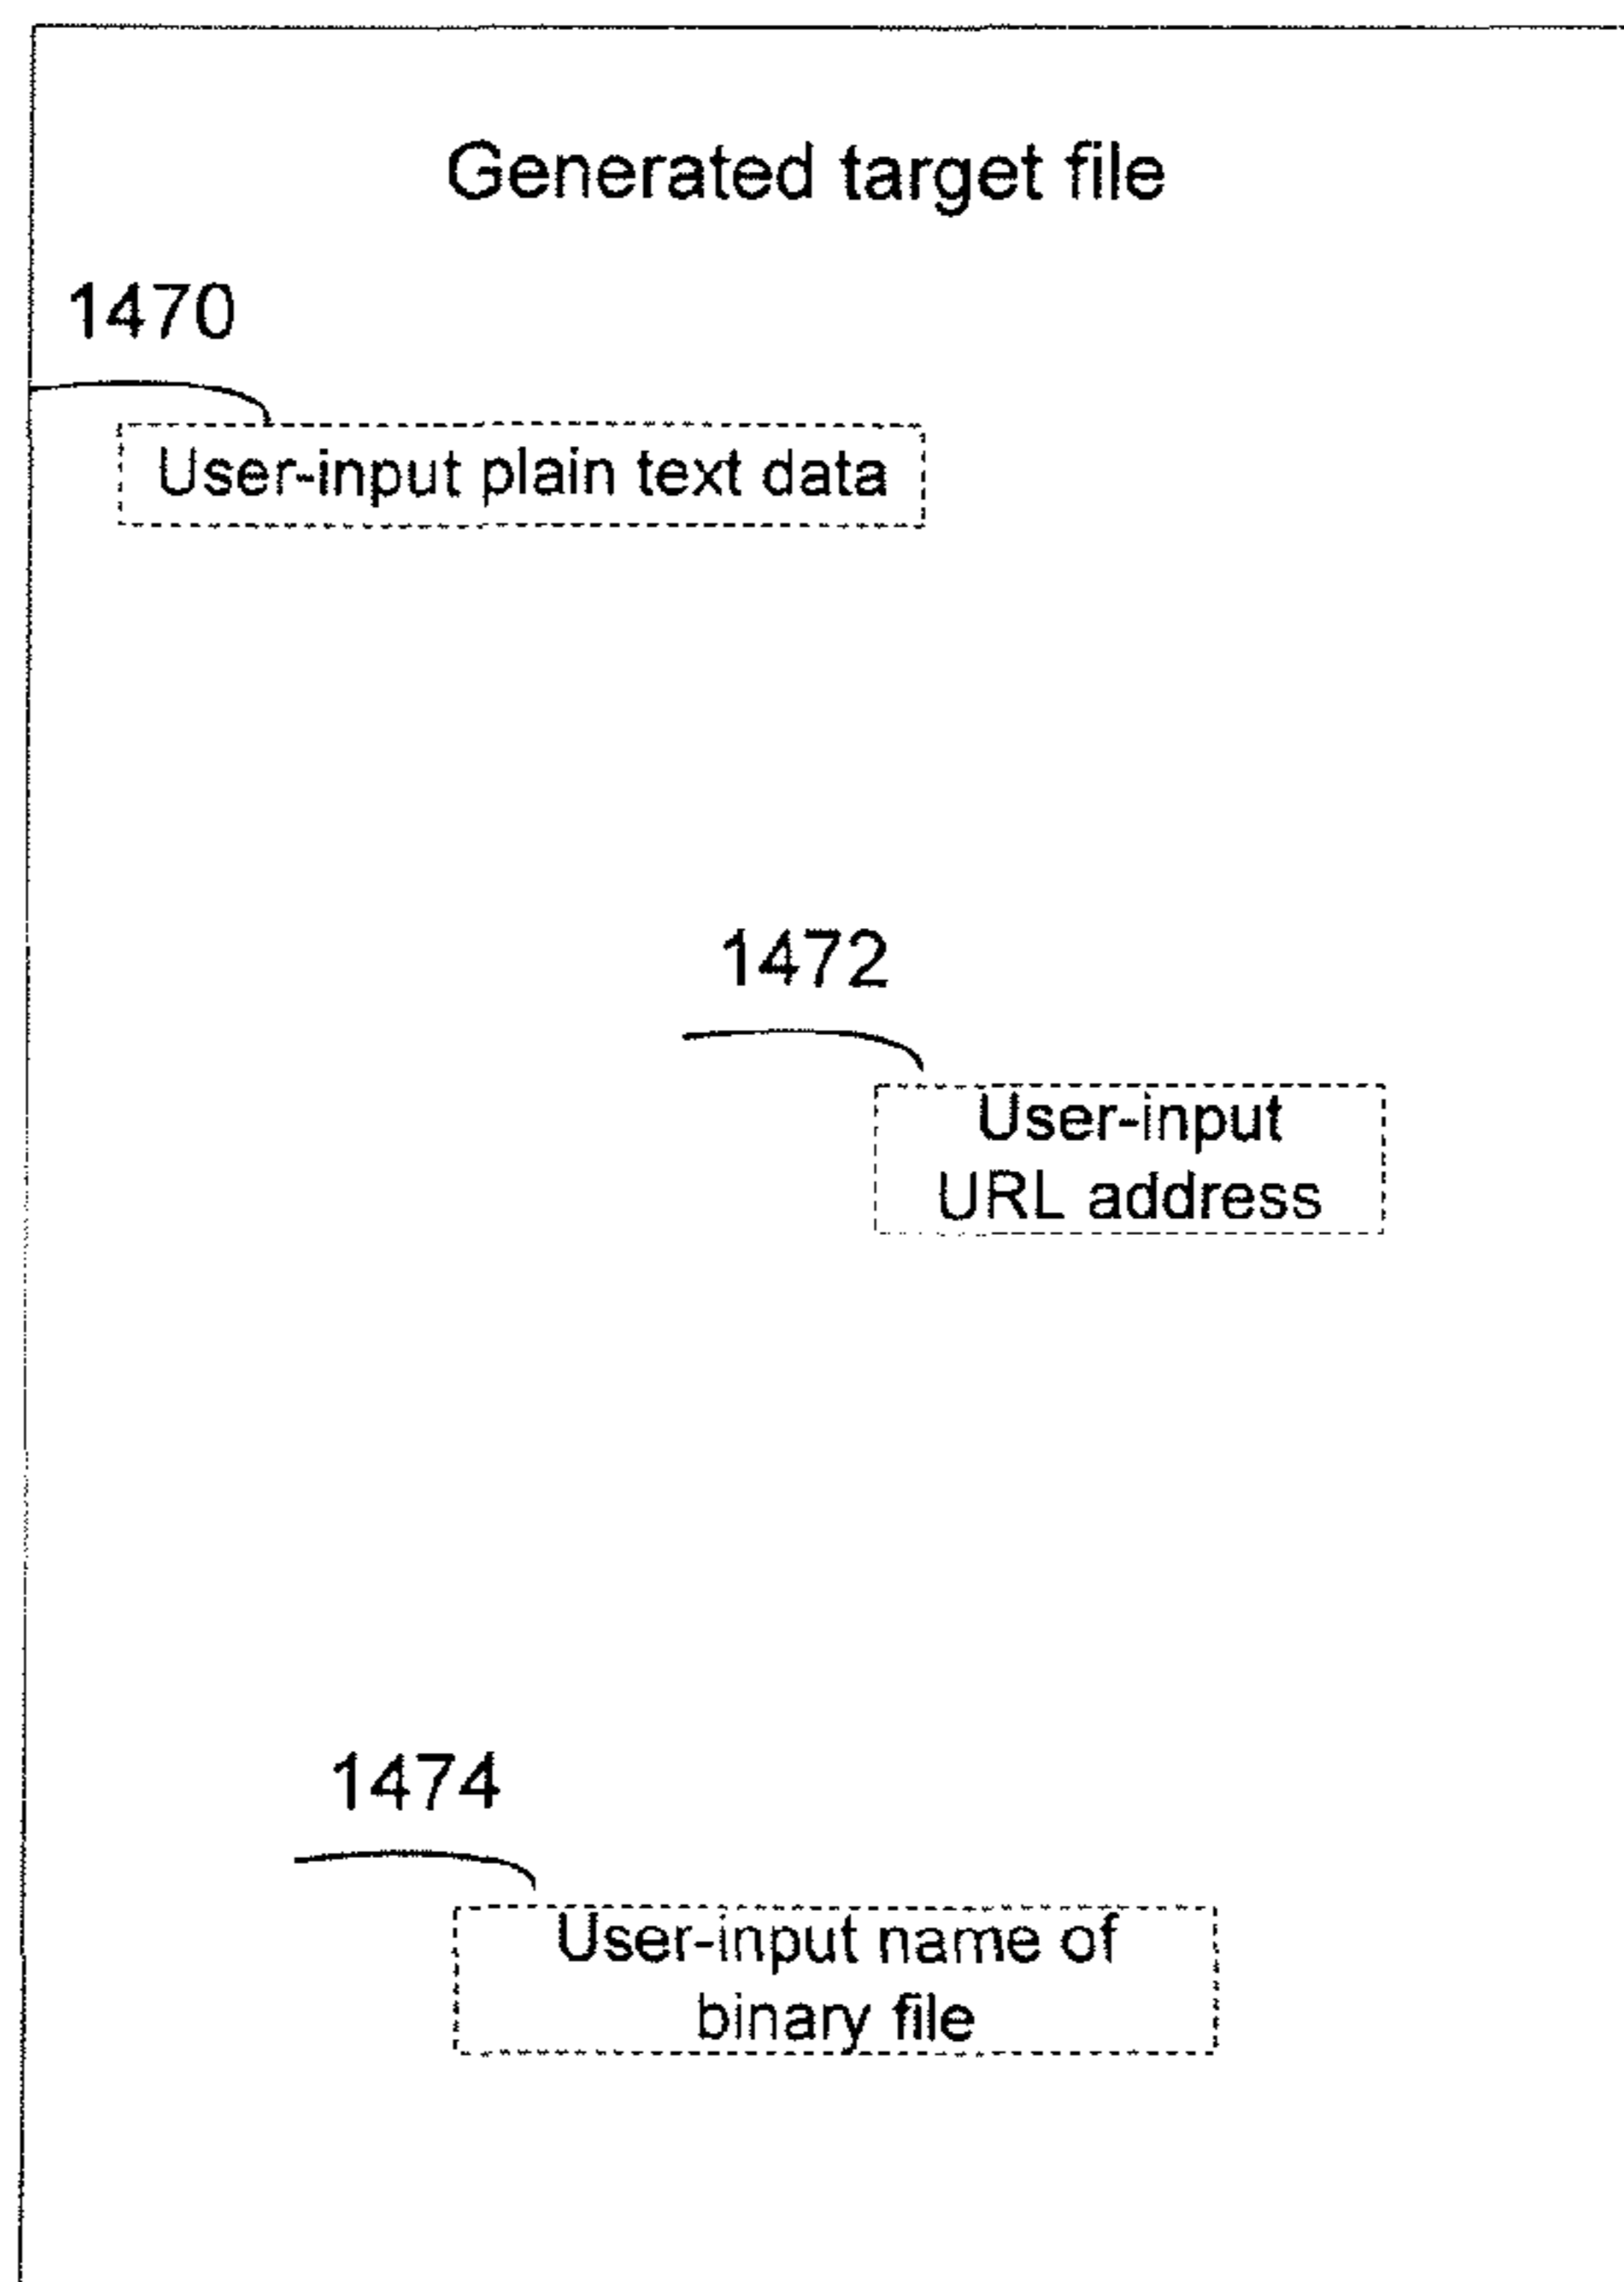 Generated target file
1470
User-input plain text data
1472
User-input
URL address
1474
User-input name of
binary file